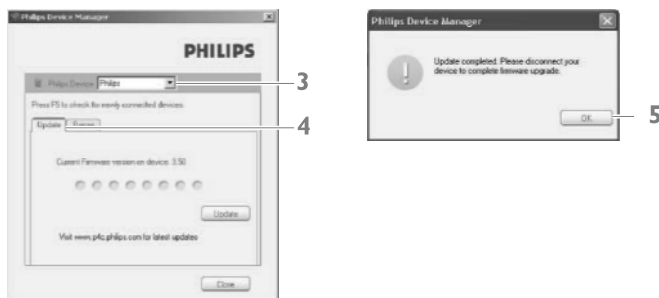 Philips Device Manager
PHILIPS
Philips Device Philips
3
Press F5 to check for newly connected devices.
Update Repair
4
Current Firmware version on device: 3.50
Update
Visit www.p4c.philips.com for latest updates
Close
Philips Device Manager
Update completed. Please disconnect your
device to complete firmware upgrade.
OK
5